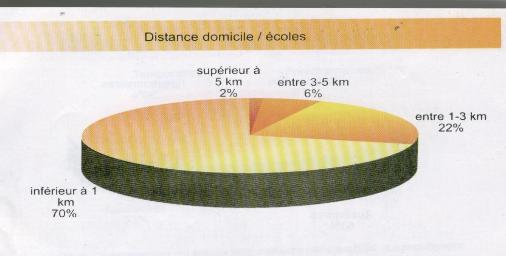 Distance domicile / écoles
supérieur à
5 km
2%
entre 3-5 km
6%
entre 1-3 km
22%
inférieur à 1
km
70%